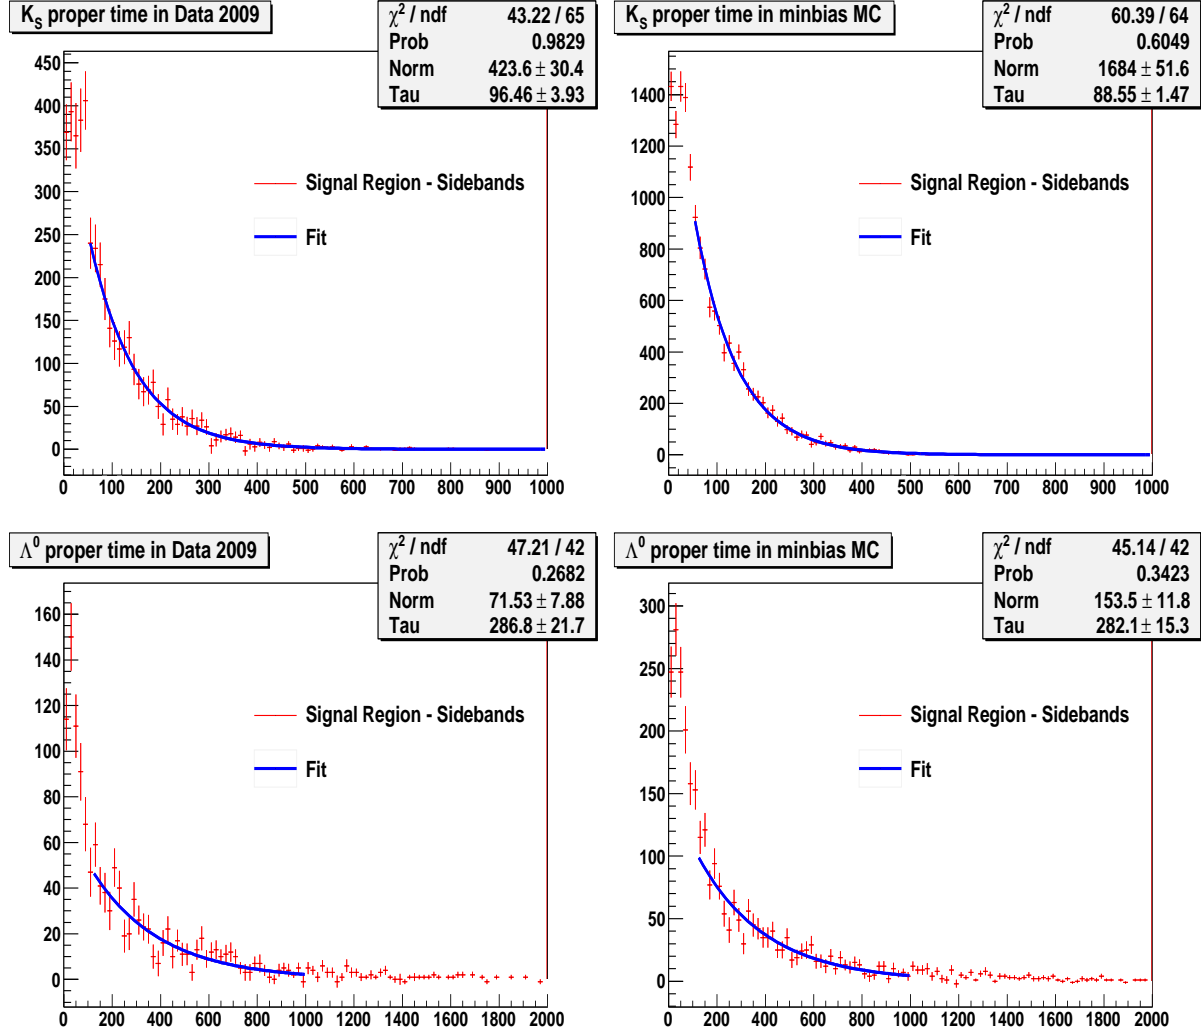 K_S proper time in Data 2009
χ² / ndf 43.22 / 65
Prob 0.9829
Norm 423.6 ± 30.4
Tau 96.46 ± 3.93
450
400
350
300
250
200
150
100
50
0
Signal Region - Sidebands
Fit
0 100 200 300 400 500 600 700 800 900 1000
K_S proper time in minbias MC
χ² / ndf 60.39 / 64
Prob 0.6049
Norm 1684 ± 51.6
Tau 88.55 ± 1.47
1400
1200
1000
800
600
400
200
0
Signal Region - Sidebands
Fit
0 100 200 300 400 500 600 700 800 900 1000
Λ⁰ proper time in Data 2009
χ² / ndf 47.21 / 42
Prob 0.2682
Norm 71.53 ± 7.88
Tau 286.8 ± 21.7
160
140
120
100
80
60
40
20
0
Signal Region - Sidebands
Fit
0 200 400 600 800 1000 1200 1400 1600 1800 2000
Λ⁰ proper time in minbias MC
χ² / ndf 45.14 / 42
Prob 0.3423
Norm 153.5 ± 11.8
Tau 282.1 ± 15.3
300
250
200
150
100
50
0
Signal Region - Sidebands
Fit
0 200 400 600 800 1000 1200 1400 1600 1800 2000